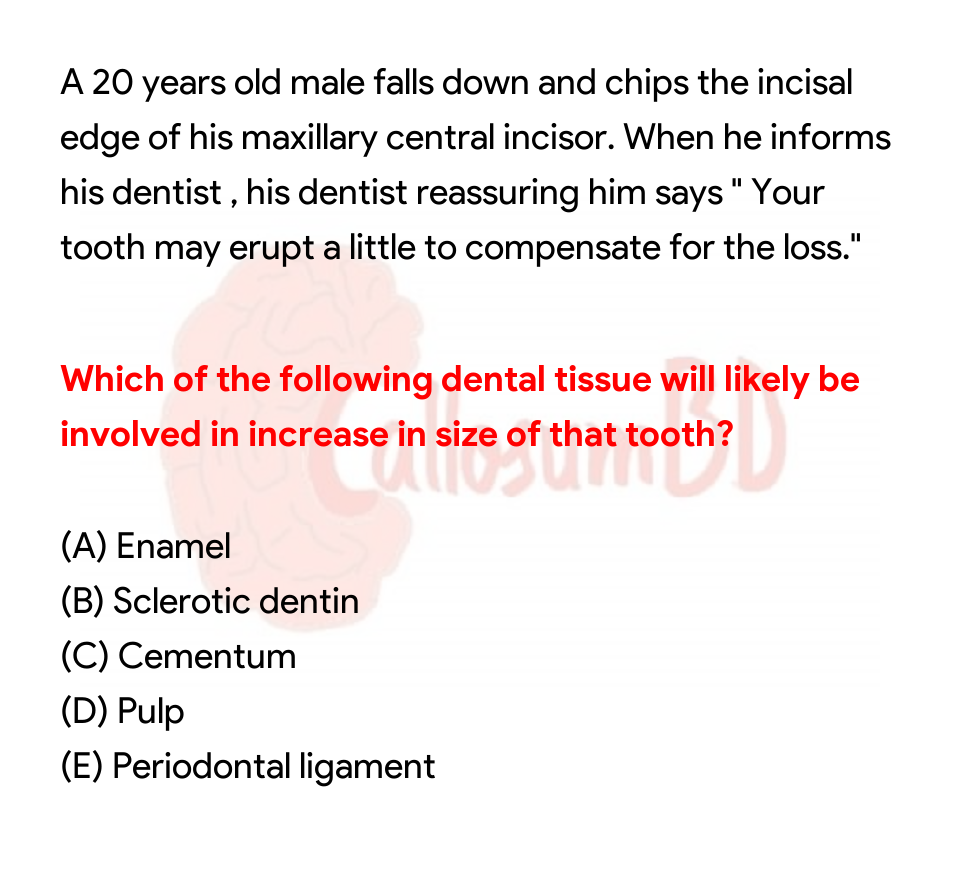 A 20 years old male falls down and chips the incisal
edge of his maxillary central incisor. When he informs
his dentist , his dentist reassuring him says " Your
tooth may erupt a little to compensate for the loss."
Which of the following dental tissue will likely be
involved in increase in size of that tooth?
CallosumBD
(A) Enamel
(B) Sclerotic dentin
(C) Cementum
(D) Pulp
(E) Periodontal ligament